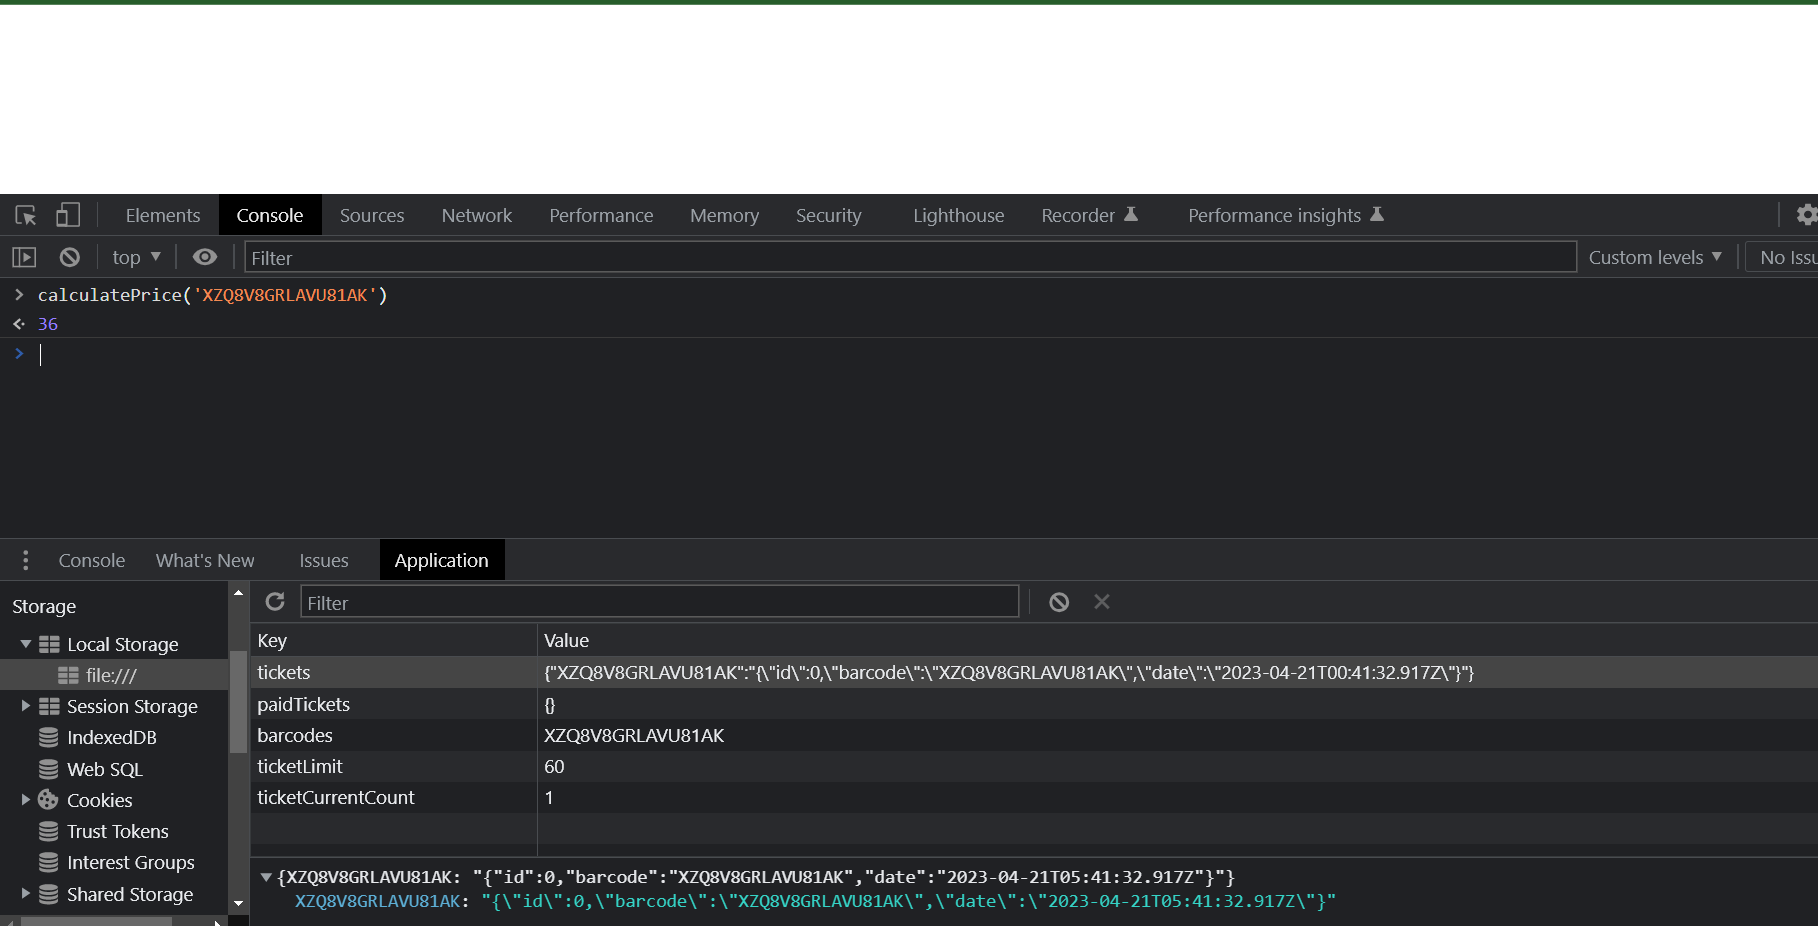 Elements Console Sources Network Performance Memory Security Lighthouse Recorder Performance insights
top Filter Custom levels No Issu
> calculatePrice('XZQ8V8GRLAVU81AK')
<· 36
>
Console What's New Issues Application
Storage
Local Storage
file:///
Session Storage
IndexedDB
Web SQL
Cookies
Trust Tokens
Interest Groups
Shared Storage
Filter
Key Value
tickets {"XZQ8V8GRLAVU81AK":"{\"id\":0,\"barcode\":\"XZQ8V8GRLAVU81AK\",\"date\":\"2023-04-21T00:41:32.917Z\"}"}
paidTickets {}
barcodes XZQ8V8GRLAVU81AK
ticketLimit 60
ticketCurrentCount 1
{XZQ8V8GRLAVU81AK: "{"id":0,"barcode":"XZQ8V8GRLAVU81AK","date":"2023-04-21T05:41:32.917Z"}"}
XZQ8V8GRLAVU81AK: "{\"id\":0,\"barcode\":\"XZQ8V8GRLAVU81AK\",\"date\":\"2023-04-21T05:41:32.917Z\"}"